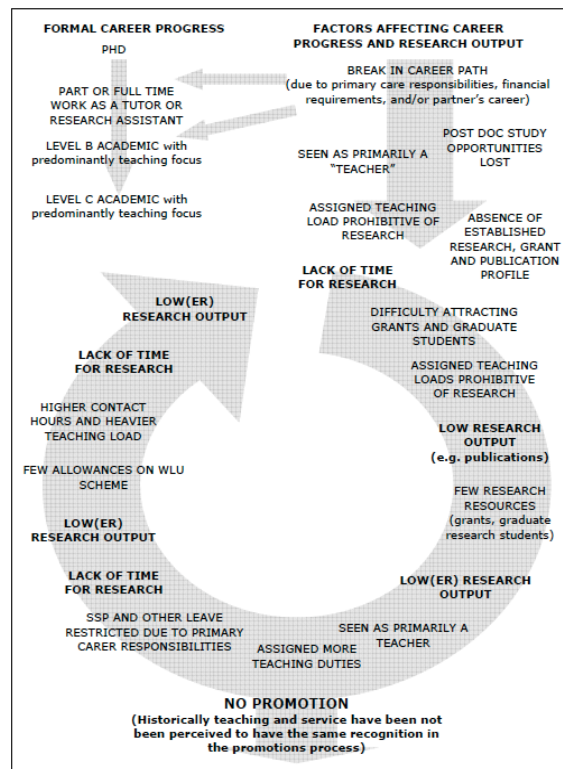 FORMAL CAREER PROGRESS
PHD
PART OR FULL TIME
WORK AS A TUTOR OR
RESEARCH ASSISTANT
LEVEL B ACADEMIC with
predominantly teaching focus
LEVEL C ACADEMIC with
predominantly teaching focus
FACTORS AFFECTING CAREER
PROGRESS AND RESEARCH OUTPUT
BREAK IN CAREER PATH
(due to primary care responsibilities, financial
requirements, and/or partner's career)
POST DOC STUDY
OPPORTUNITIES
LOST
SEEN AS PRIMARILY A
"TEACHER"
ASSIGNED TEACHING
LOAD PROHIBITIVE OF
RESEARCH
ABSENCE OF
ESTABLISHED
RESEARCH, GRANT
AND PUBLICATION
PROFILE
LACK OF TIME
FOR RESEARCH
DIFFICULTY ATTRACTING
GRANTS AND GRADUATE
STUDENTS
ASSIGNED TEACHING
LOADS PROHIBITIVE
OF RESEARCH
LOW RESEARCH
OUTPUT
(e.g. publications)
FEW RESEARCH
RESOURCES
(grants, graduate
research students)
LOW(ER) RESEARCH
OUTPUT
SEEN AS PRIMARILY A
TEACHER
ASSIGNED MORE
TEACHING DUTIES
SSP AND OTHER LEAVE
RESTRICTED DUE TO PRIMARY
CARER RESPONSIBILITIES
LACK OF TIME
FOR RESEARCH
LOW(ER)
RESEARCH OUTPUT
FEW ALLOWANCES ON WLU
SCHEME
HIGHER CONTACT
HOURS AND HEAVIER
TEACHING LOAD
LACK OF TIME
FOR RESEARCH
LOW(ER)
RESEARCH OUTPUT
NO PROMOTION
(Historically teaching and service have been not
been perceived to have the same recognition in
the promotions process)